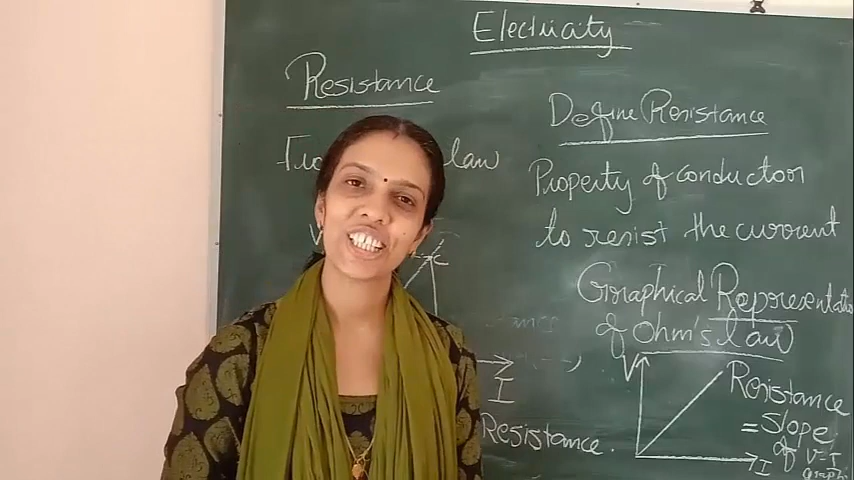 Electricity
Resistance
law
C
I
Resistance.
Define Resistance
Property of conductor
to resist the current
Graphical Representatio
of Ohm's law
V
I
Resistance
= slope
of V-I
Graph